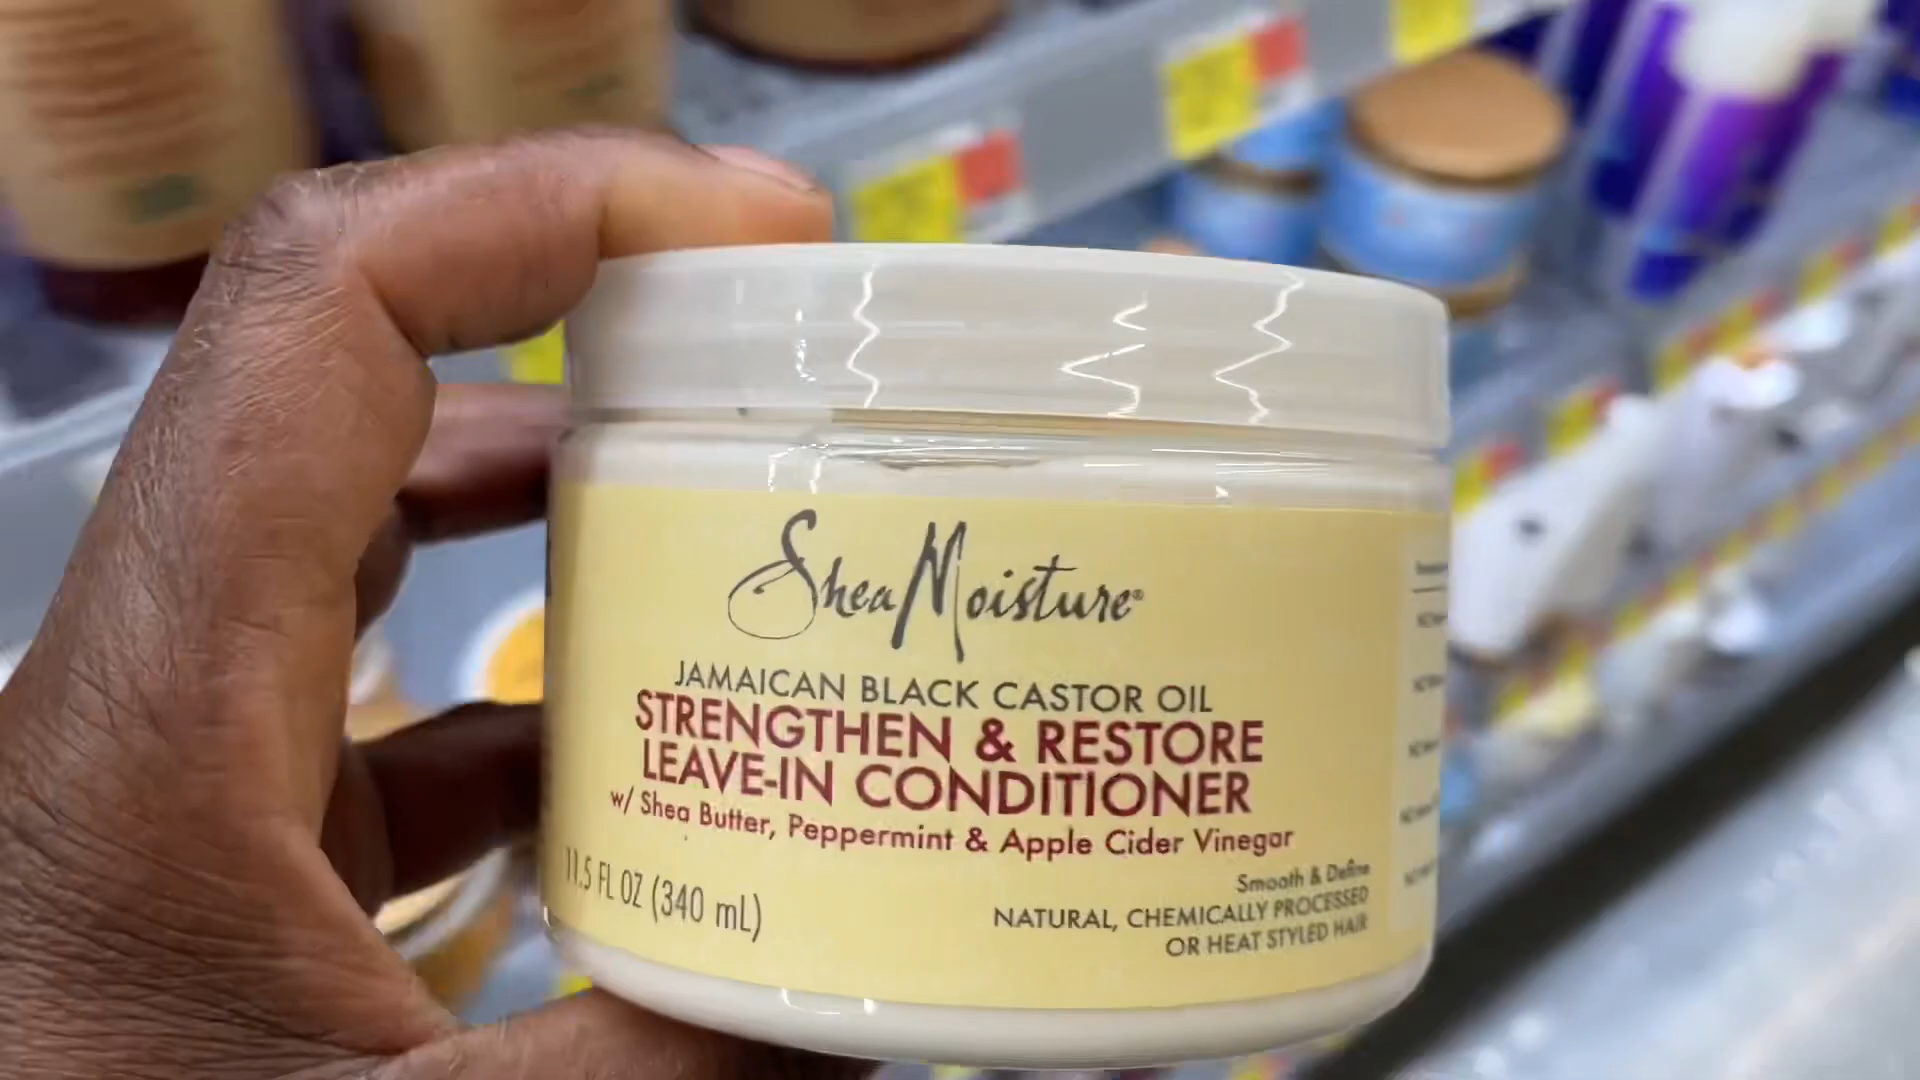 SheaMoisture®
JAMAICAN BLACK CASTOR OIL
STRENGTHEN & RESTORE
LEAVE-IN CONDITIONER
w/ Shea Butter, Peppermint & Apple Cider Vinegar
11.5 FL OZ (340 mL)
Smooth & Define
NATURAL, CHEMICALLY PROCESSED
OR HEAT STYLED HAIR